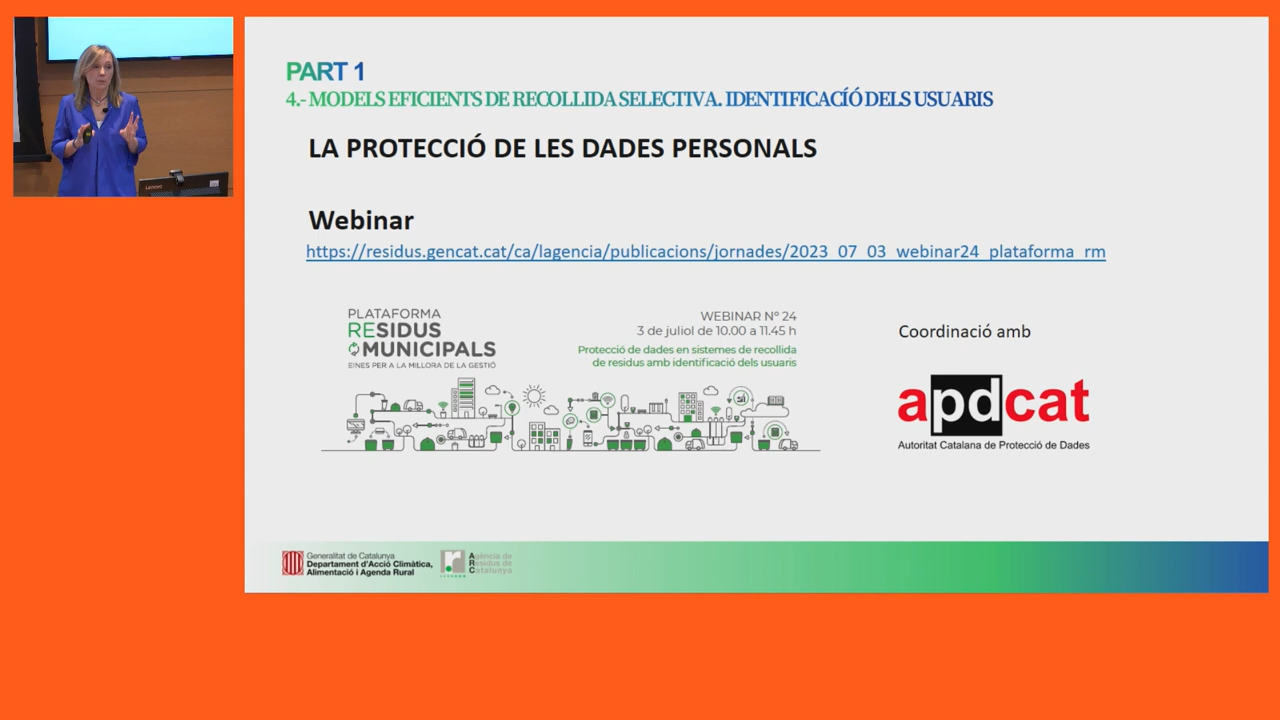 Lenovo
PART 1
4.- MODELS EFICIENTS DE RECOLLIDA SELECTIVA. IDENTIFICACÍÓ DELS USUARIS
LA PROTECCIÓ DE LES DADES PERSONALS
Webinar
https://residus.gencat.cat/ca/lagencia/publicacions/jornades/2023_07_03_webinar24_plataforma_rm
PLATAFORMA
RESIDUS
MUNICIPALS
EINES PER A LA MILLORA DE LA GESTIÓ
WEBINAR Nº 24
3 de juliol de 10.00 a 11.45 h
Protecció de dades en sistemes de recollida
de residus amb identificació dels usuaris
Coordinació amb
apdcat
Autoritat Catalana de Protecció de Dades
Generalitat de Catalunya
Departament d'Acció Climàtica,
Alimentació i Agenda Rural
Agència de
Residus de
Catalunya